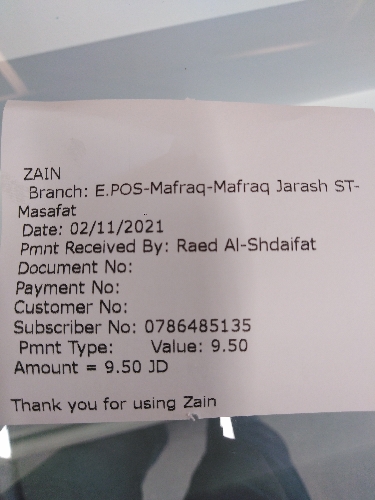 ZAIN
Branch: E.POS-Mafraq-Mafraq Jarash ST-
Masafat
Date: 02/11/2021
Pmnt Received By: Raed Al-Shdaifat
Document No:
Payment No:
Customer No:
Subscriber No: 0786485135
Pmnt Type: Value: 9.50
Amount = 9.50 JD
Thank you for using Zain